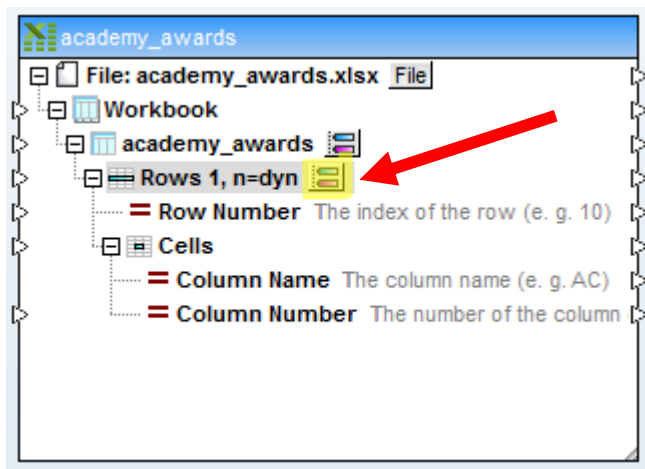 academy_awards
File: academy_awards.xlsx File
Workbook
academy_awards
Rows 1, n=dyn
Row Number The index of the row (e. g. 10)
Cells
Column Name The column name (e. g. AC)
Column Number The number of the column